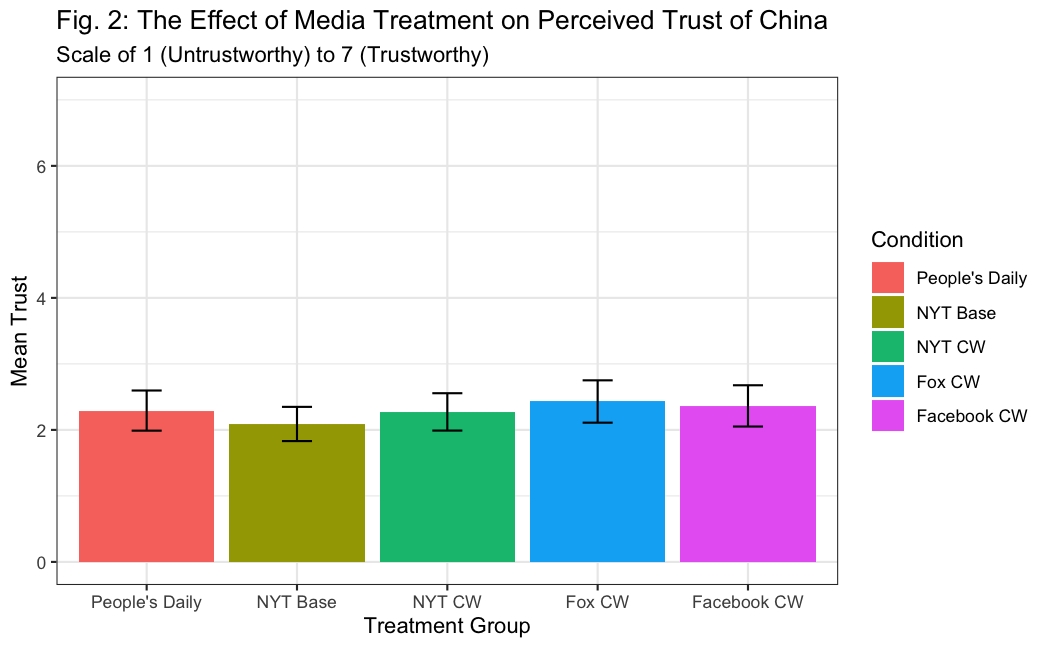 Fig. 2: The Effect of Media Treatment on Perceived Trust of China
Scale of 1 (Untrustworthy) to 7 (Trustworthy)
Mean Trust
6
4
2
0
People's Daily
NYT Base
NYT CW
Fox CW
Facebook CW
Treatment Group
Condition
People's Daily
NYT Base
NYT CW
Fox CW
Facebook CW